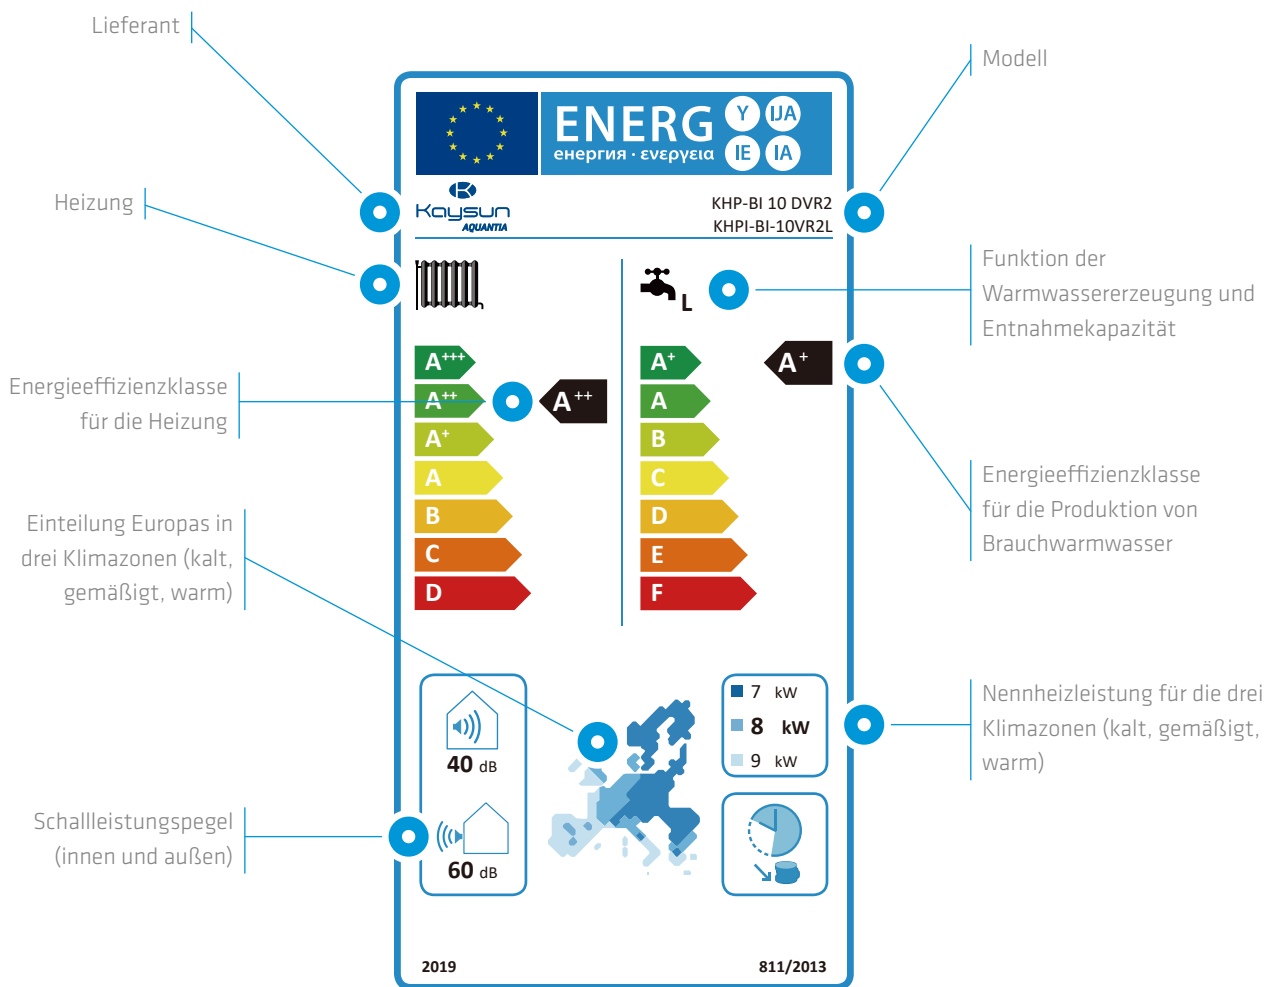 Lieferant
Modell
ENERG
енергия · ενεργεια
Y
IJA
IE
IA
Heizung
Kaysun
AQUANTIA
KHP-BI 10 DVR2
KHPI-BI-10VR2L
Funktion der
Warmwassererzeugung und
Entnahmekapazität
L
Energieeffizienzklasse
für die Heizung
A+++
A++
A+
A
B
C
D
A++
A+
A
B
C
D
E
F
A+
Energieeffizienzklasse
für die Produktion von
Brauchwarmwasser
Einteilung Europas in
drei Klimazonen (kalt,
gemäßigt, warm)
40 dB
60 dB
7 kW
8 kW
9 kW
Nennheizleistung für die drei
Klimazonen (kalt, gemäßigt,
warm)
Schallleistungspegel
(innen und außen)
2019
811/2013